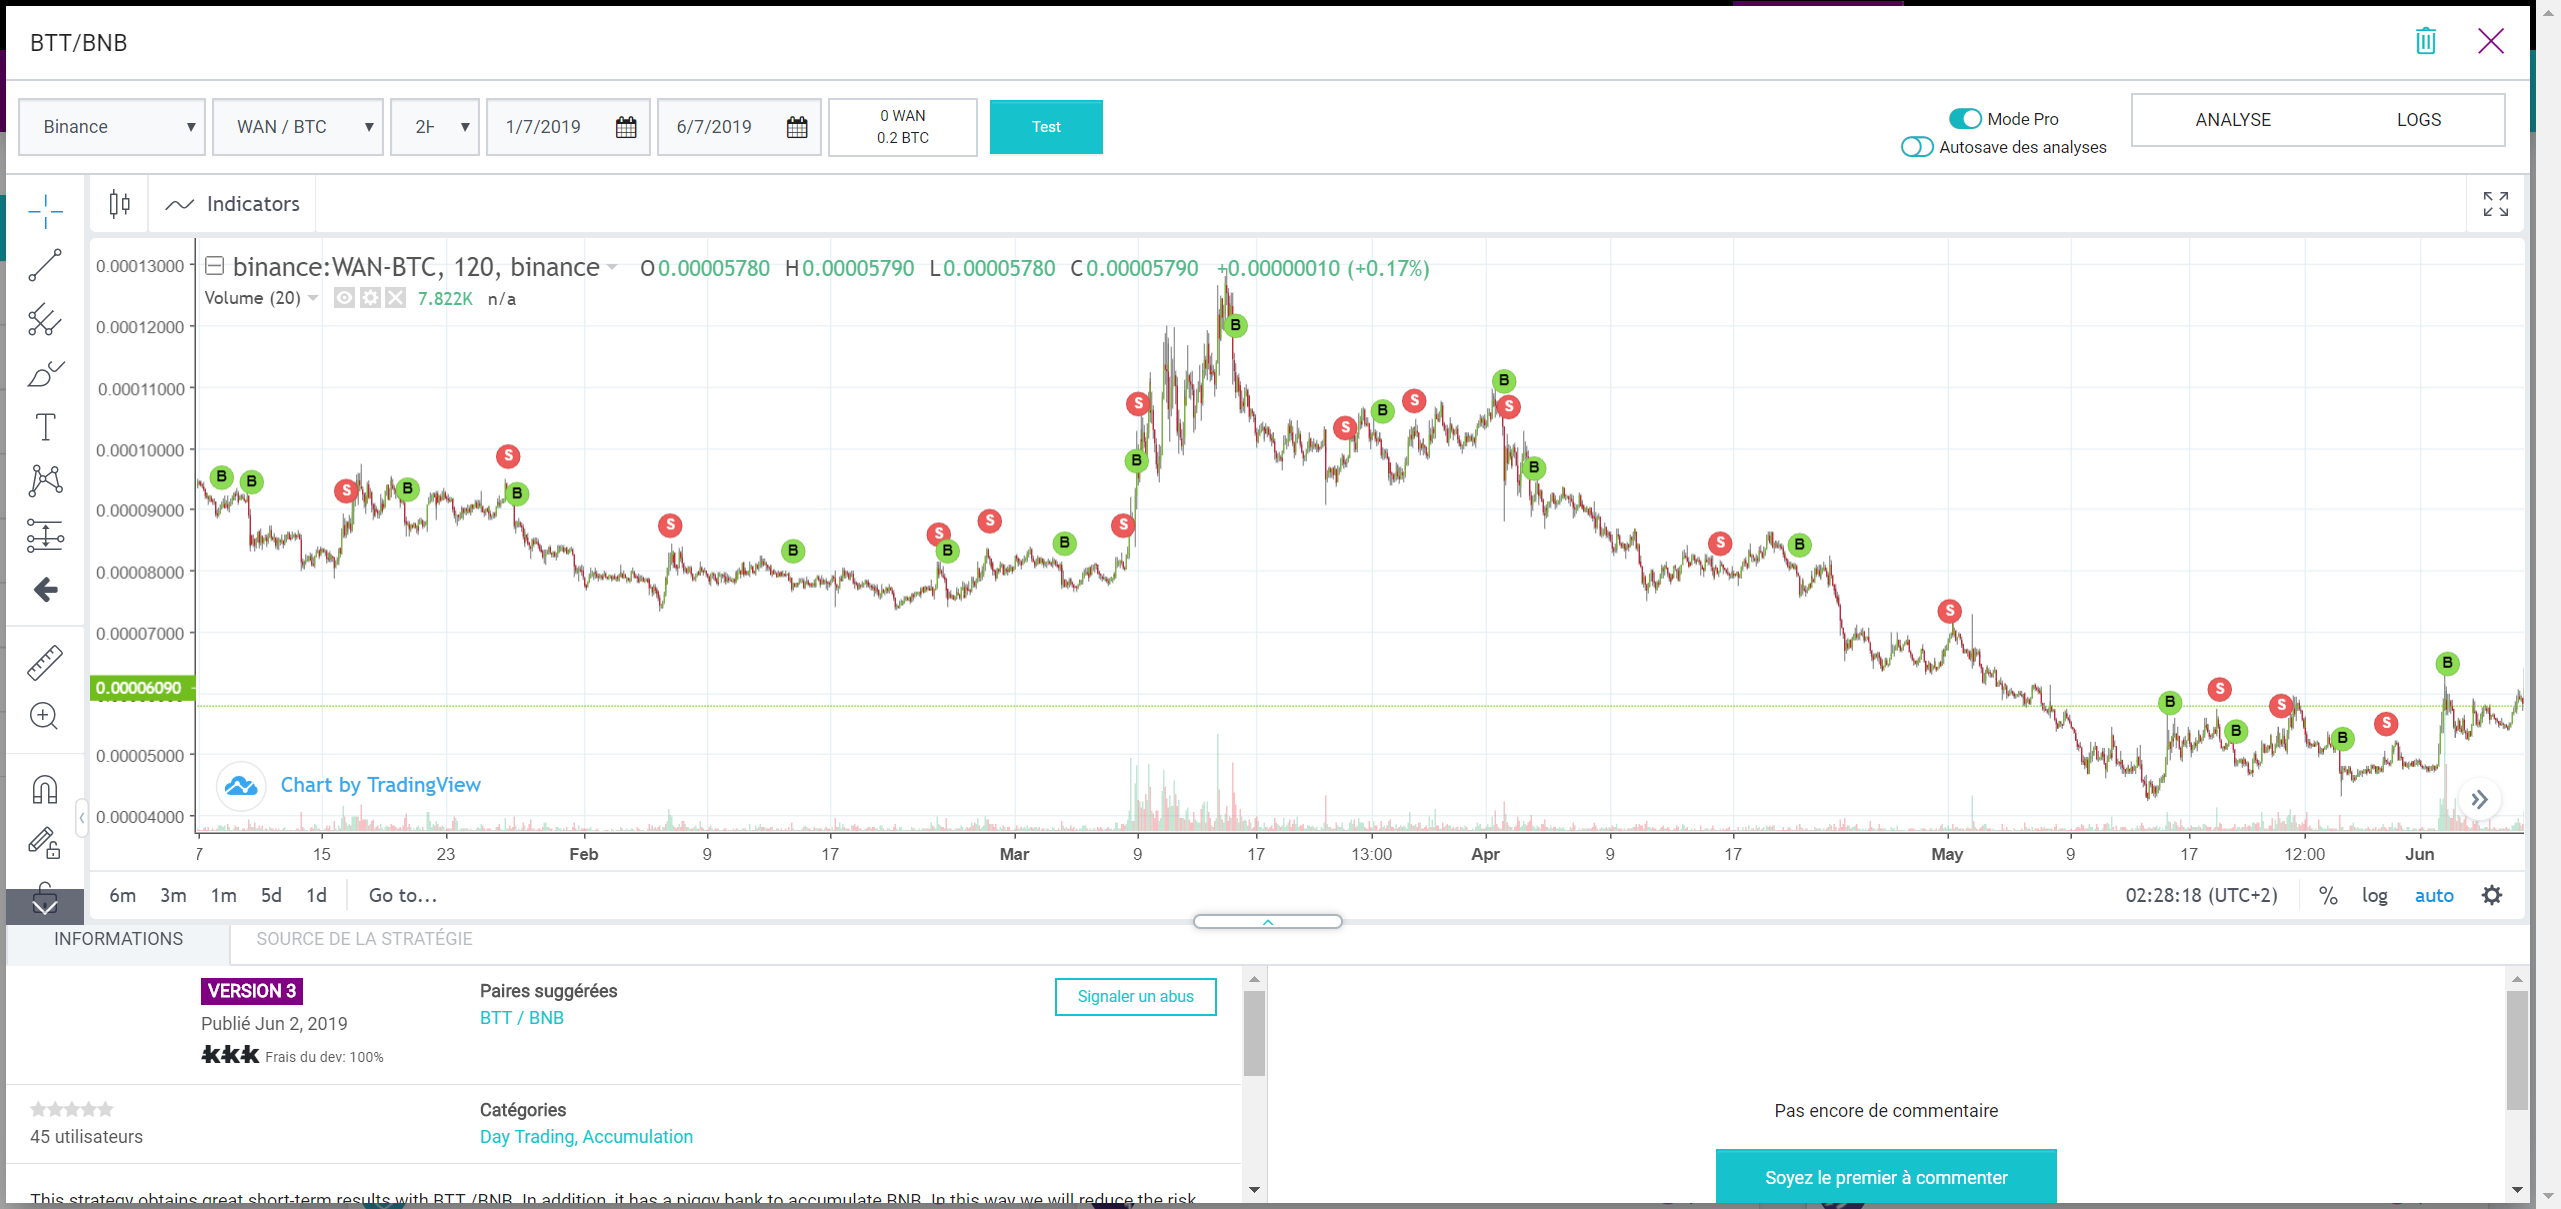 BTT/BNB
Binance
WAN / BTC
2H
1/7/2019
6/7/2019
0 WAN
0.2 BTC
Test
Mode Pro
Autosave des analyses
ANALYSE
LOGS
Indicators
binance:WAN-BTC, 120, binance
O0.00005780 H0.00005790 L0.00005780 C0.00005790 +0.00000010 (+0.17%)
Volume (20) 7.822K n/a
0.00013000
0.00012000
0.00011000
0.00010000
0.00009000
0.00008000
0.00007000
0.00006090
0.00005000
0.00004000
B B S B S B S B S B S B S B S B S B S B S B S B S B S B S B S B
Chart by TradingView
7 15 23 Feb 9 17 Mar 9 17 13:00 Apr 9 17 May 9 17 12:00 Jun
6m 3m 1m 5d 1d Go to...
02:28:18 (UTC+2) % log auto
INFORMATIONS
SOURCE DE LA STRATÉGIE
VERSION 3
Publié Jun 2, 2019
kkk Frais du dev: 100%
Paires suggérées
BTT / BNB
Signaler un abus
45 utilisateurs
Catégories
Day Trading, Accumulation
This strategy obtains great short-term results with BTT /BNB. In addition, it has a piggy bank to accumulate BNB. In this way we will reduce the risk
Pas encore de commentaire
Soyez le premier à commenter